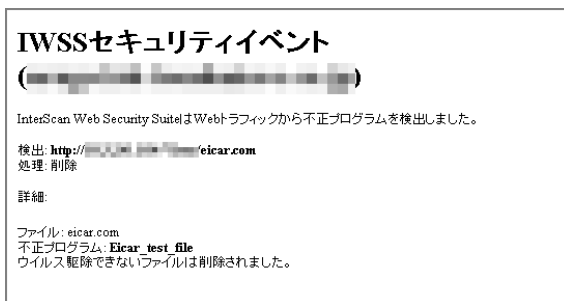 IWSSセキュリティイベント
(
)
InterScan Web Security SuiteはWebトラフィックから不正プログラムを検出しました。
検出: http:// /eicar.com
処理: 削除
詳細:
ファイル: eicar.com
不正プログラム: Eicar_test_file
ウイルス駆除できないファイルは削除されました。